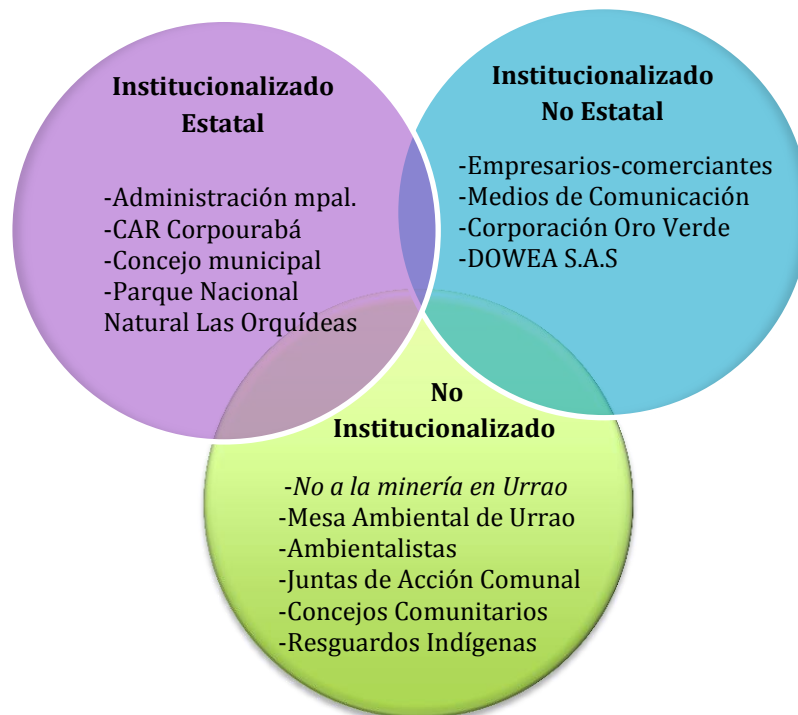 Institucionalizado
Estatal
-Administración mpal.
-CAR Corpourabá
-Concejo municipal
-Parque Nacional
Natural Las Orquídeas
Institucionalizado
No Estatal
-Empresarios-comerciantes
-Medios de Comunicación
-Corporación Oro Verde
-DOWEA S.A.S
No
Institucionalizado
-No a la minería en Urrao
-Mesa Ambiental de Urrao
-Ambientalistas
-Juntas de Acción Comunal
-Concejos Comunitarios
-Resguardos Indígenas